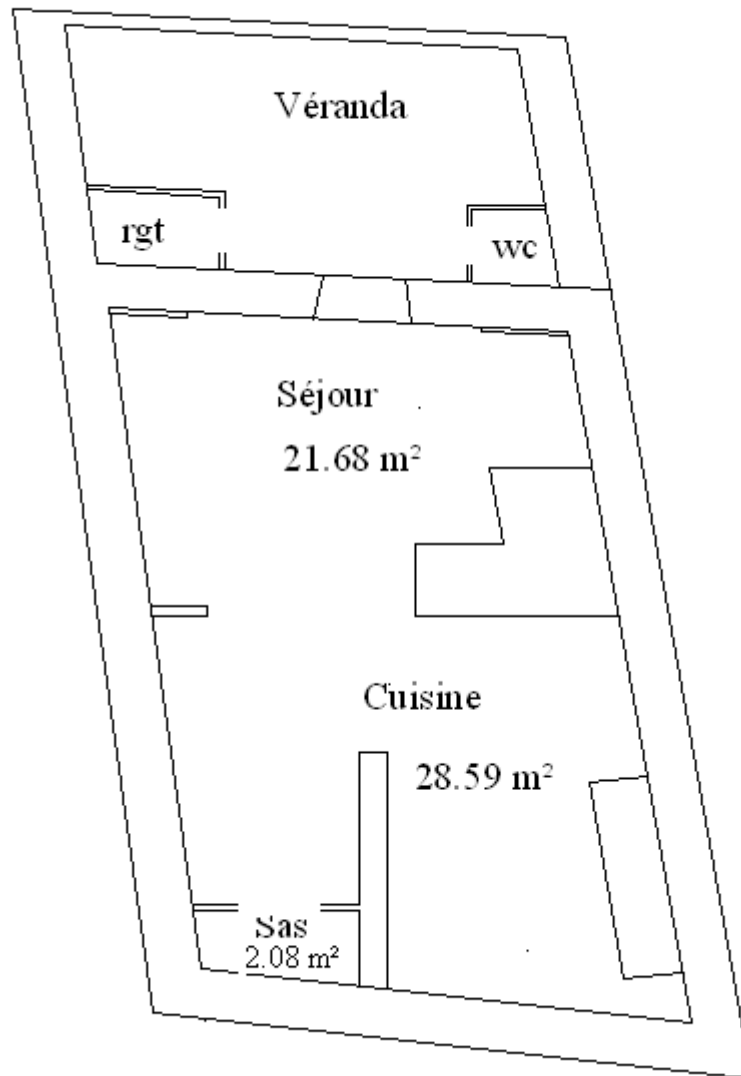 Véranda
rgt
wc
Séjour
21.68 m²
Cuisine
28.59 m²
Sas
2.08 m²